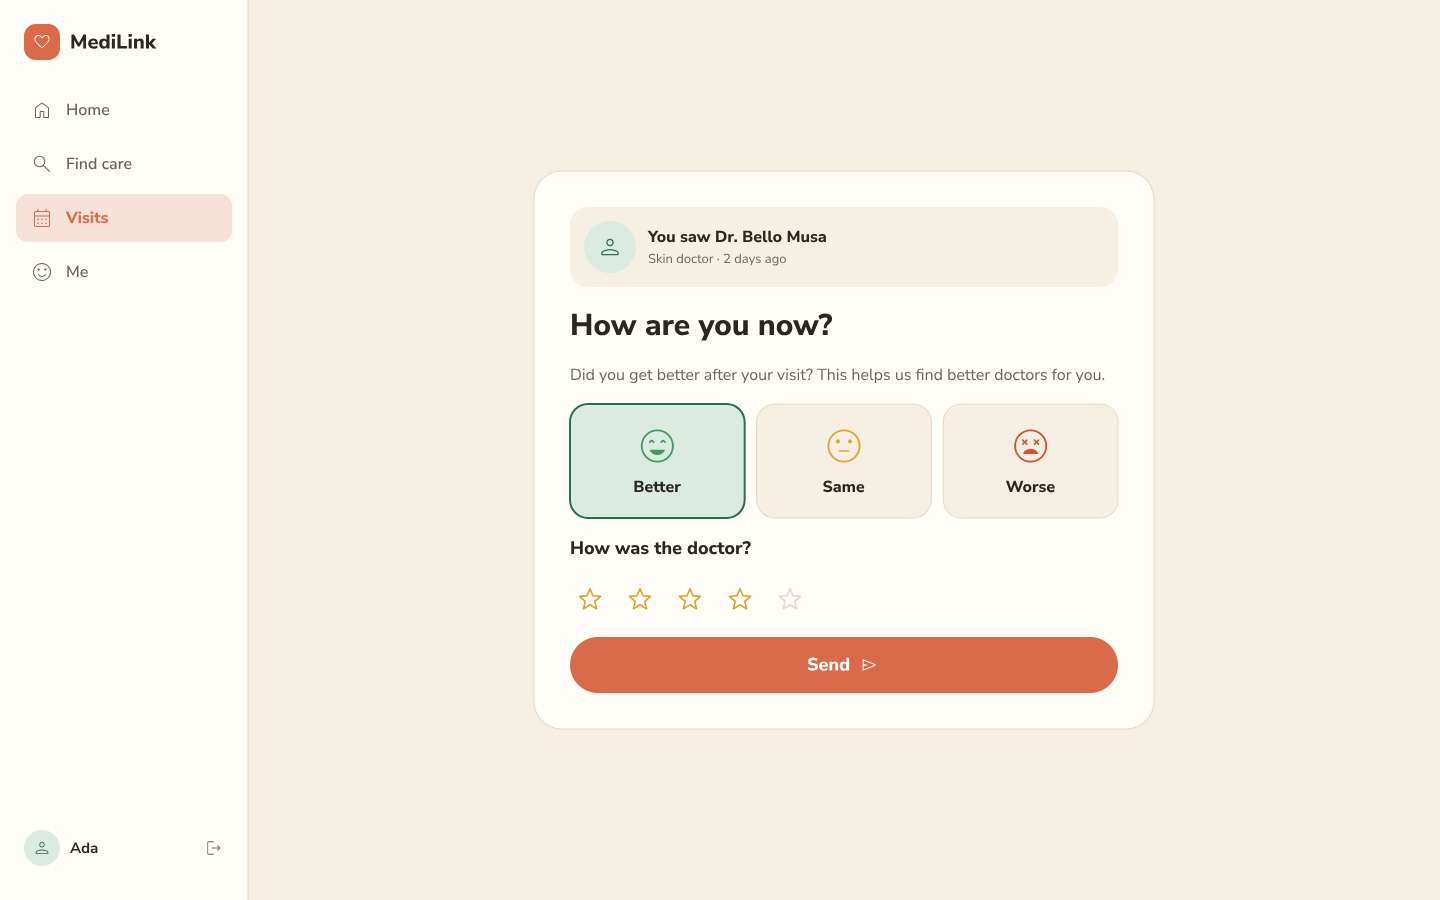 MediLink
Home
Find care
Visits
Me
Ada
You saw Dr. Bello Musa
Skin doctor · 2 days ago
How are you now?
Did you get better after your visit? This helps us find better doctors for you.
Better
Same
Worse
How was the doctor?
Send